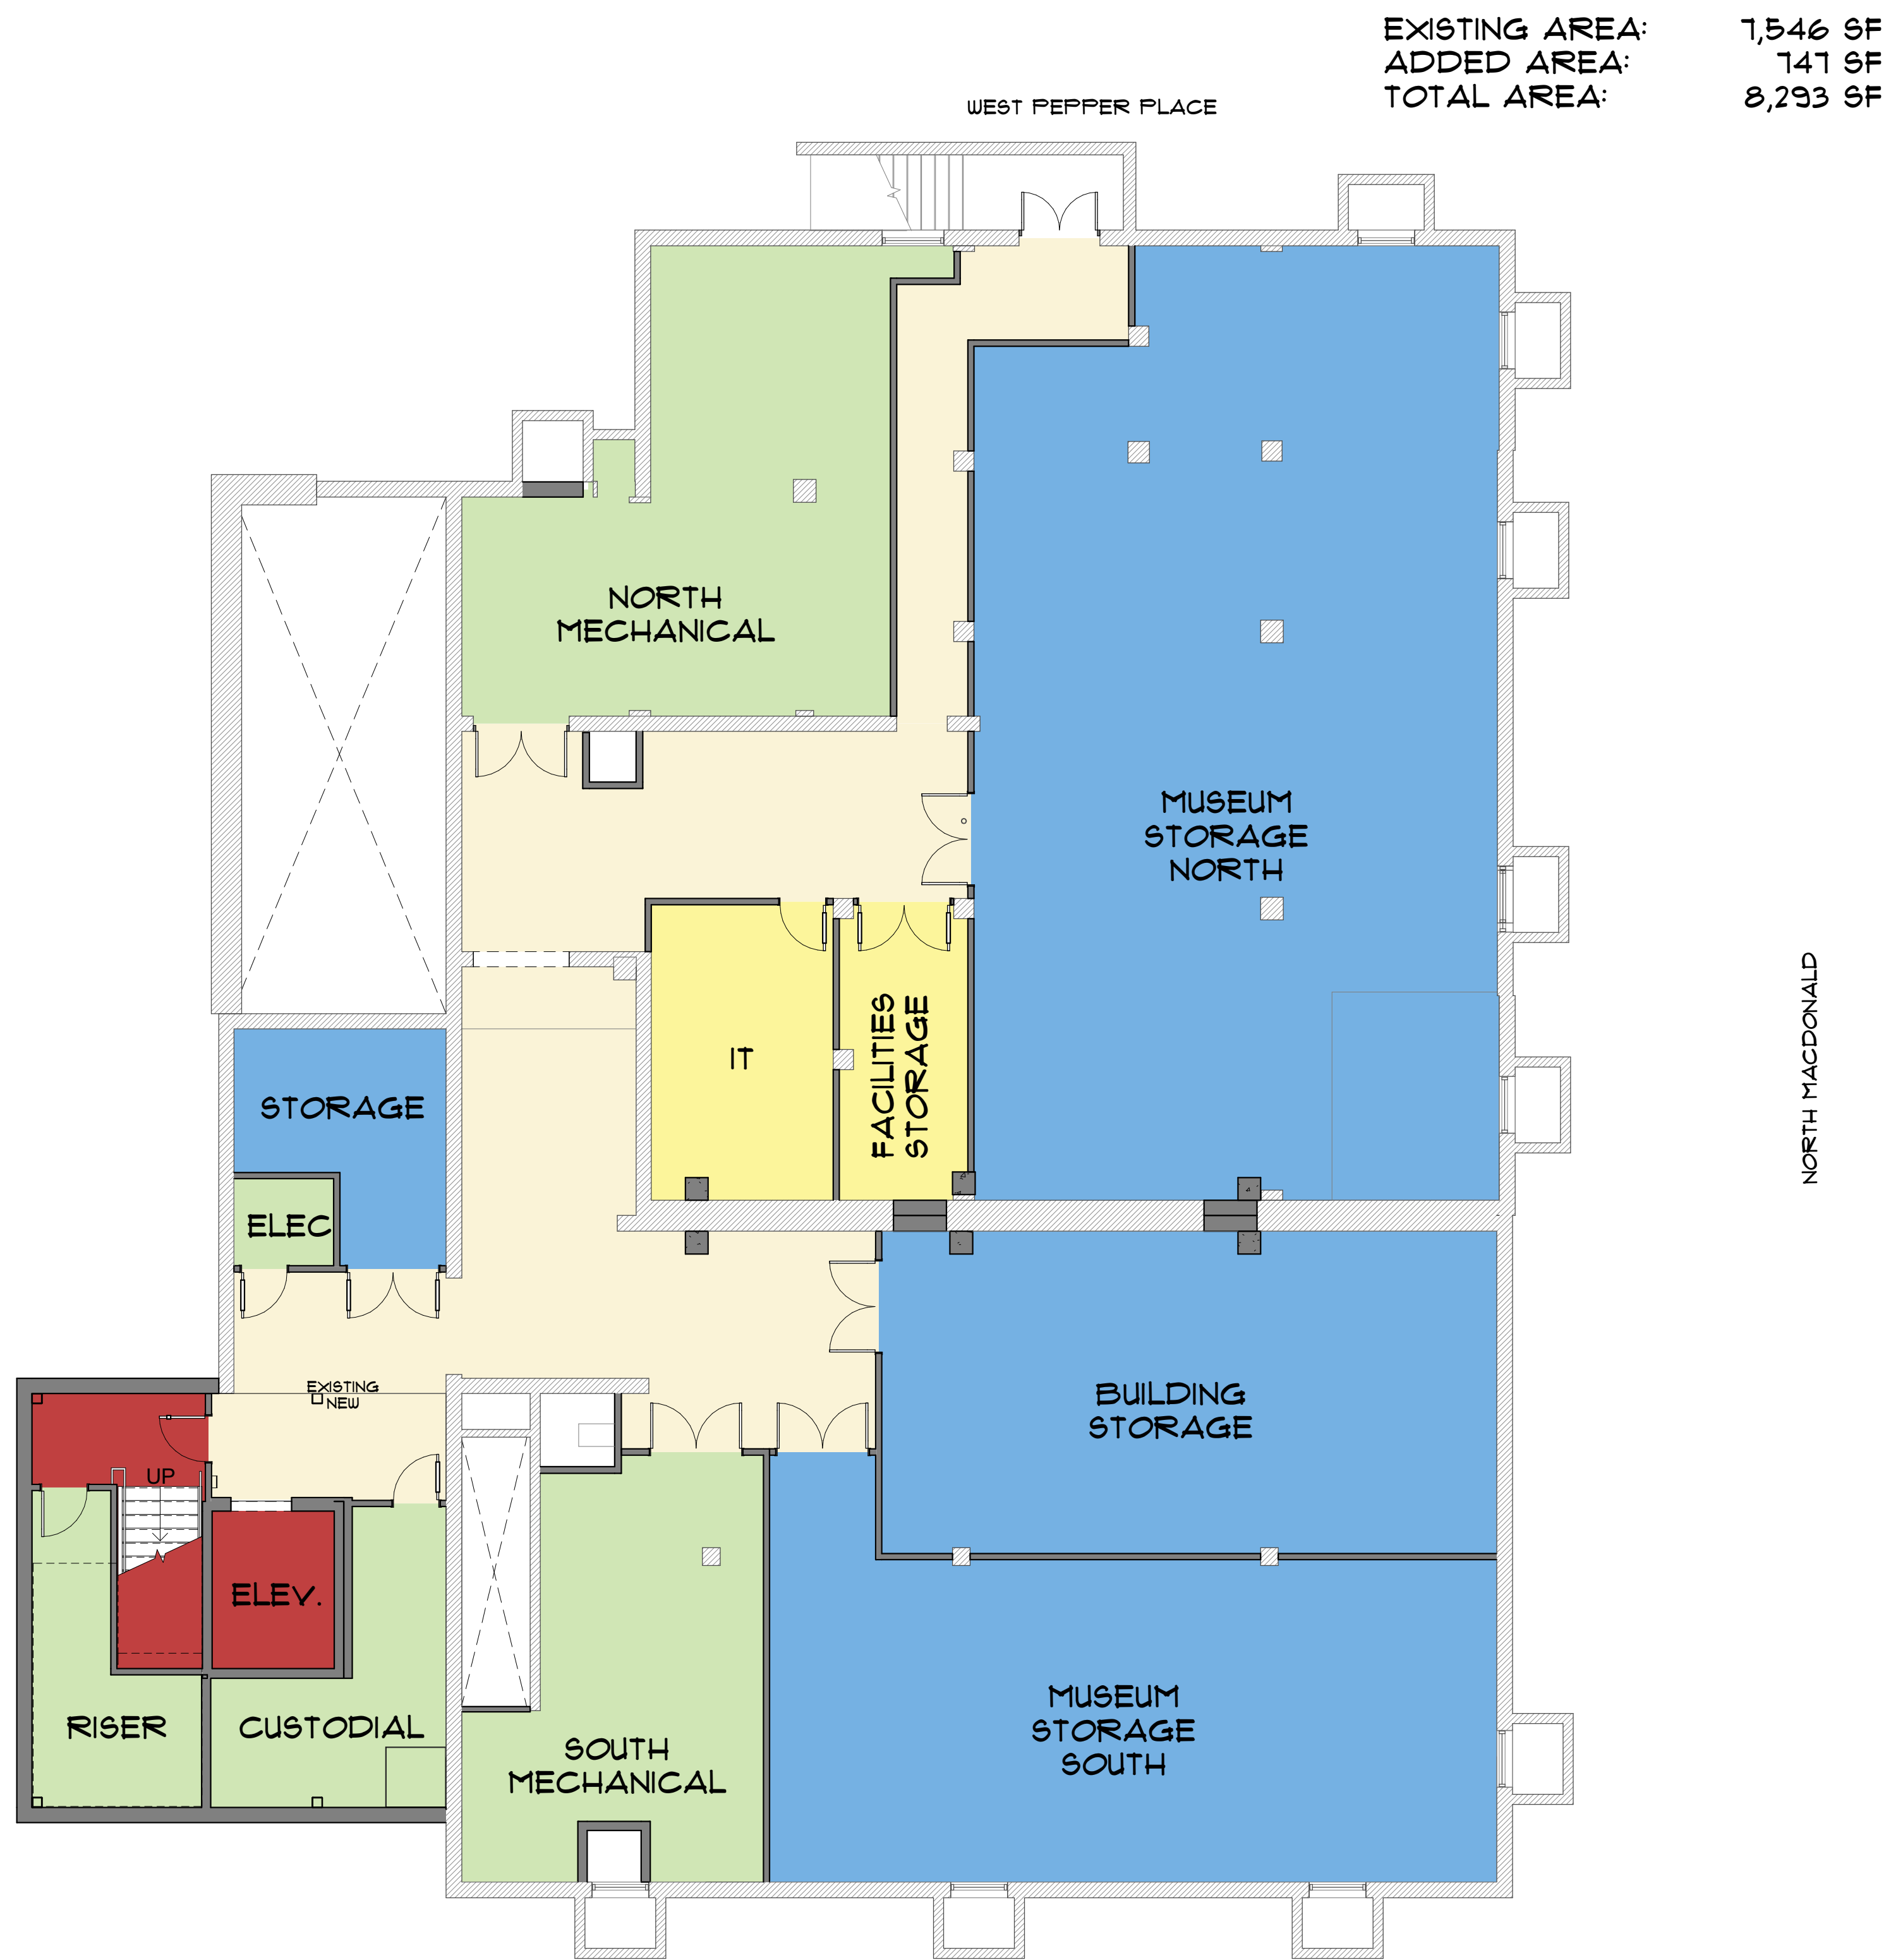 EXISTING AREA: 7,546 SF
ADDED AREA: 747 SF
TOTAL AREA: 8,293 SF
WEST PEPPER PLACE
NORTH
MECHANICAL
MUSEUM
STORAGE
NORTH
NORTH MACDONALD
IT
FACILITIES
STORAGE
STORAGE
ELEC
EXISTING
NEW
BUILDING
STORAGE
UP
ELEV.
RISER
CUSTODIAL
SOUTH
MECHANICAL
MUSEUM
STORAGE
SOUTH